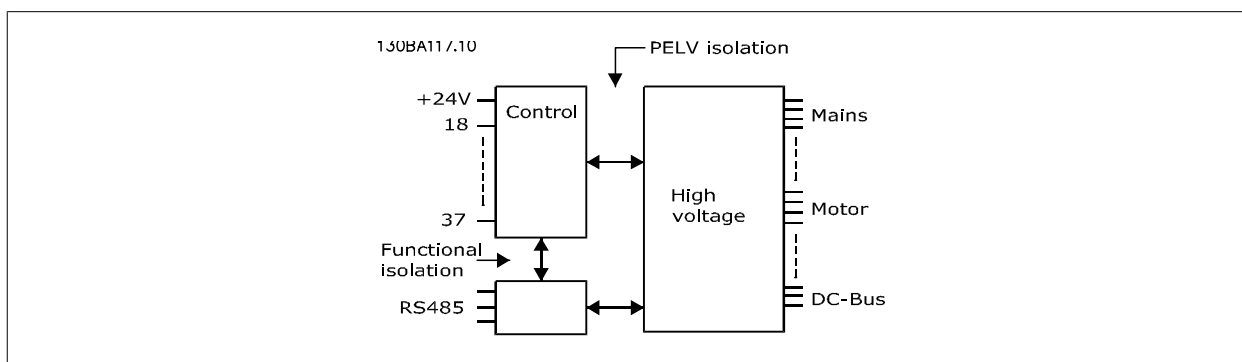 130BA117.10
PELV isolation
+24V
Control
18
Mains
High
voltage
37
Motor
Functional
isolation
RS485
DC-Bus